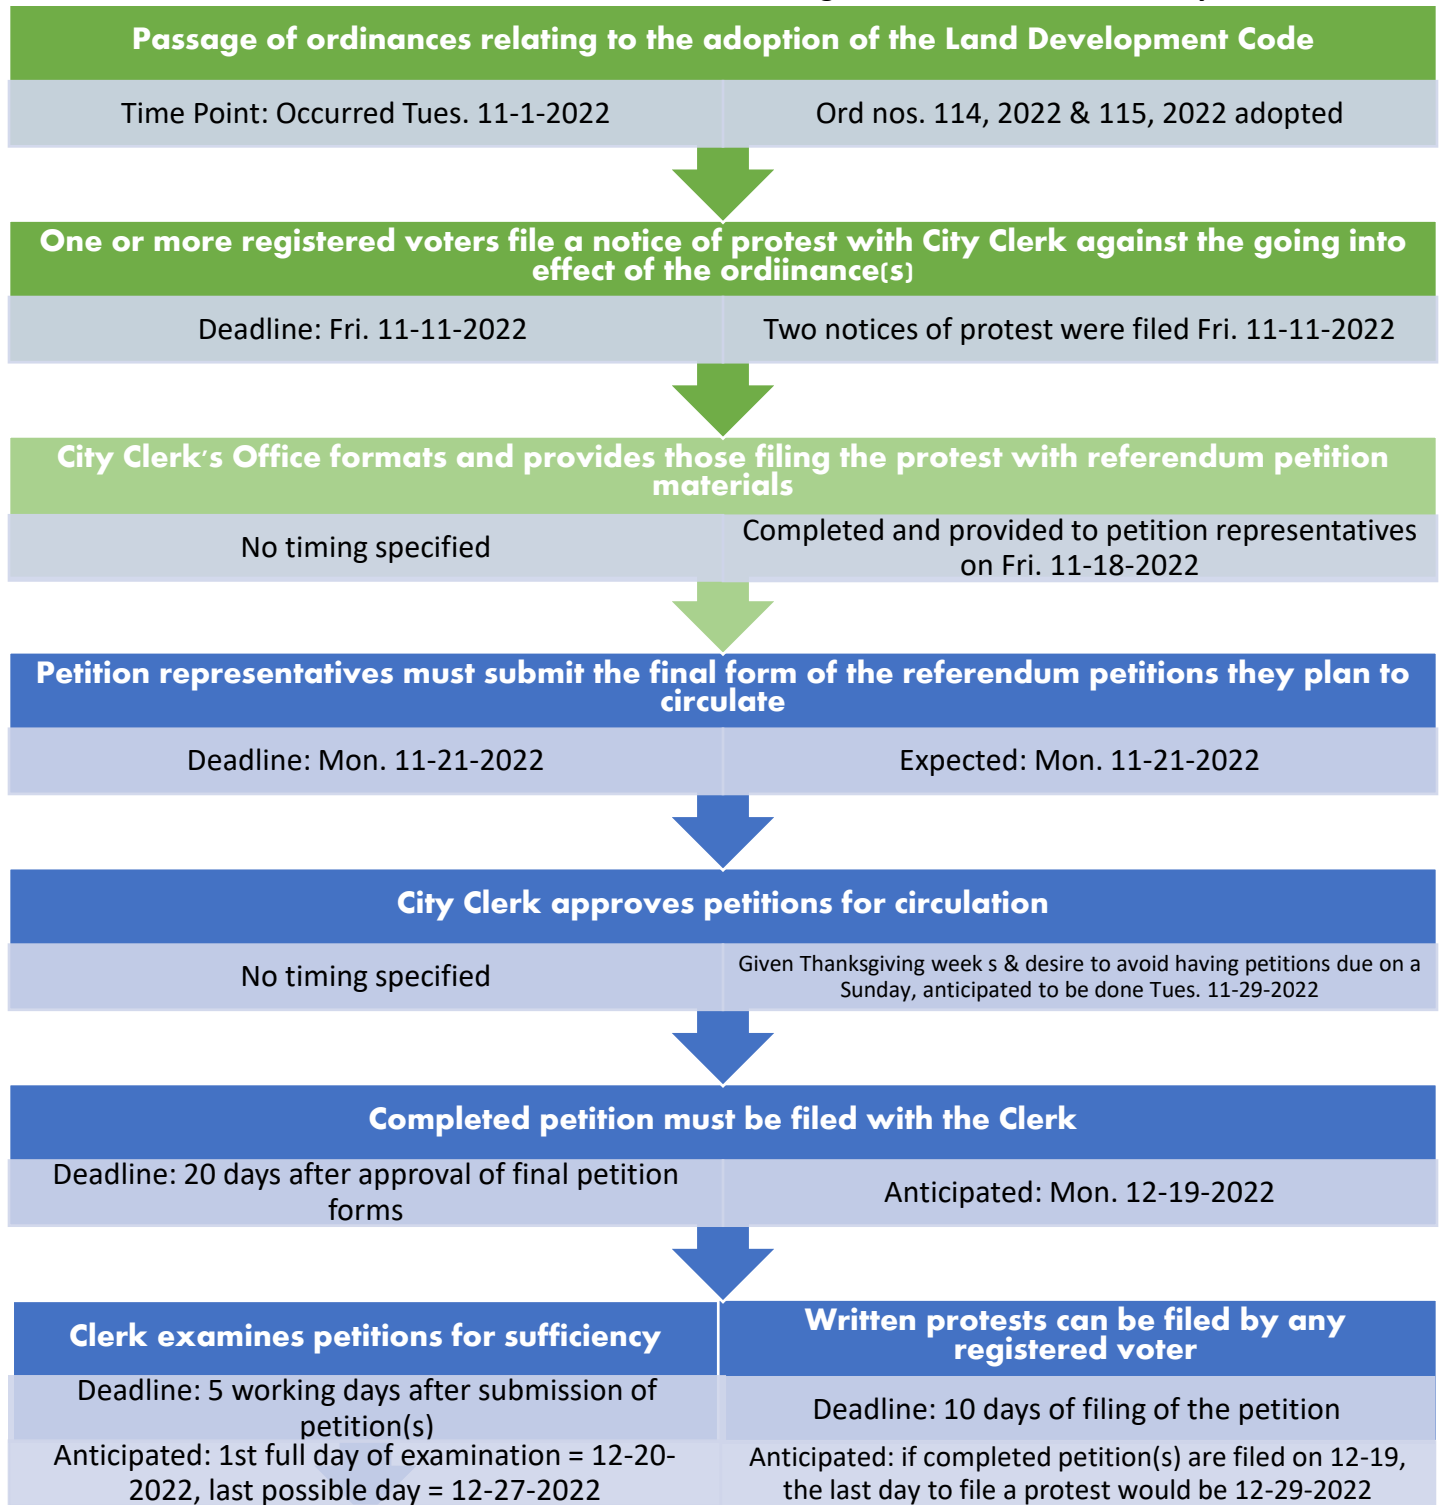 Passage of ordinances relating to the adoption of the Land Development Code
Time Point: Occurred Tues. 11-1-2022
Ord nos. 114, 2022 & 115, 2022 adopted
One or more registered voters file a notice of protest with City Clerk against the going into
effect of the ordiinance(s)
Deadline: Fri. 11-11-2022
Two notices of protest were filed Fri. 11-11-2022
City Clerk's Office formats and provides those filing the protest with referendum petition
materials
No timing specified
Completed and provided to petition representatives
on Fri. 11-18-2022
Petition representatives must submit the final form of the referendum petitions they plan to
circulate
Deadline: Mon. 11-21-2022
Expected: Mon. 11-21-2022
City Clerk approves petitions for circulation
No timing specified
Given Thanksgiving week s & desire to avoid having petitions due on a
Sunday, anticipated to be done Tues. 11-29-2022
Completed petition must be filed with the Clerk
Deadline: 20 days after approval of final petition
forms
Anticipated: Mon. 12-19-2022
Clerk examines petitions for sufficiency
Deadline: 5 working days after submission of
petition(s)
Anticipated: 1st full day of examination = 12-20-
2022, last possible day = 12-27-2022
Written protests can be filed by any
registered voter
Deadline: 10 days of filing of the petition
Anticipated: if completed petition(s) are filed on 12-19,
the last day to file a protest would be 12-29-2022